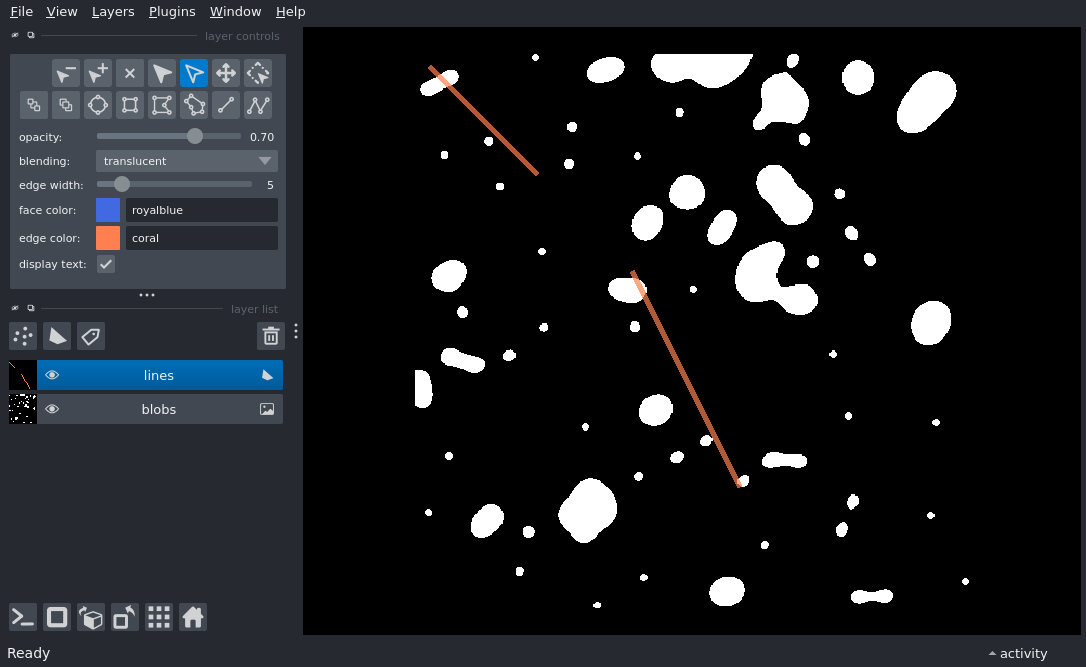 File View Layers Plugins Window Help
layer controls
opacity: 0.70
blending: translucent
edge width: 5
face color: royalblue
edge color: coral
display text:
layer list
lines
blobs
Ready
activity